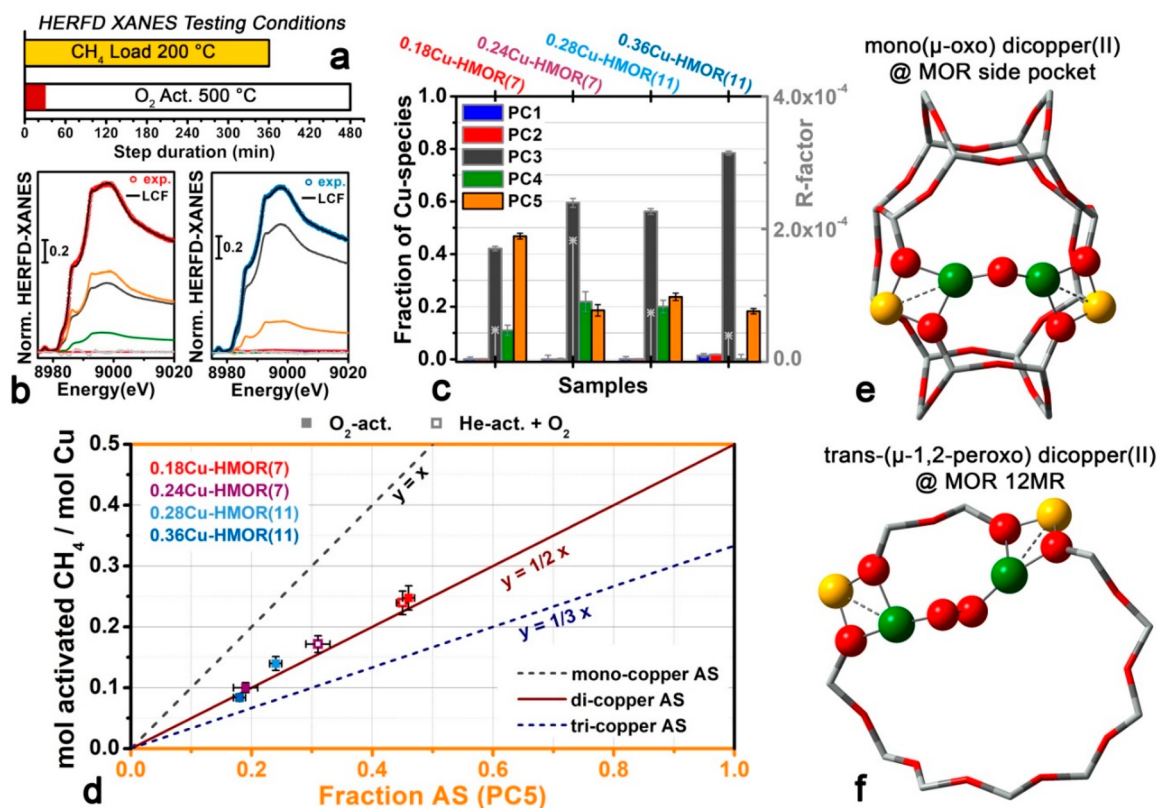 HERFD XANES Testing Conditions
CH4 Load 200 °C
a
O2 Act. 500 °C
0 60 120 180 240 300 360 420 480
Step duration (min)
Norm. HERFD-XANES
exp.
LCF
0.2
8980 9000 9020
Energy(eV)
Norm. HERFD-XANES
exp.
LCF
0.2
8980 9000 9020
Energy(eV)
b
0.18Cu-HMOR(7)
0.24Cu-HMOR(7)
0.28Cu-HMOR(11)
0.36Cu-HMOR(11)
c
Fraction of Cu-species
1.0
0.8
0.6
0.4
0.2
0.0
PC1
PC2
PC3
PC4
PC5
4.0x10-4
2.0x10-4
0.0
R-factor
Samples
mono(μ-oxo) dicopper(II)
@ MOR side pocket
e
O2-act.
He-act. + O2
mol activated CH4 / mol Cu
0.5
0.4
0.3
0.2
0.1
0.0
0.18Cu-HMOR(7)
0.24Cu-HMOR(7)
0.28Cu-HMOR(11)
0.36Cu-HMOR(11)
y = x
y = 1/2 x
y = 1/3 x
mono-copper AS
di-copper AS
tri-copper AS
0.0 0.2 0.4 0.6 0.8 1.0
Fraction AS (PC5)
d
trans-(μ-1,2-peroxo) dicopper(II)
@ MOR 12MR
f